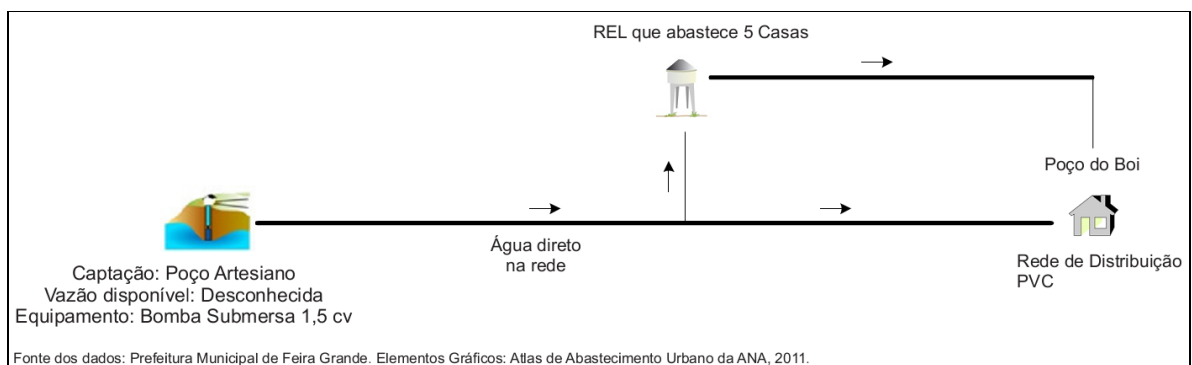 REL que abastece 5 Casas
Poço do Boi
Água direto
na rede
Rede de Distribuição
PVC
Captação: Poço Artesiano
Vazão disponível: Desconhecida
Equipamento: Bomba Submersa 1,5 cv
Fonte dos dados: Prefeitura Municipal de Feira Grande. Elementos Gráficos: Atlas de Abastecimento Urbano da ANA, 2011.